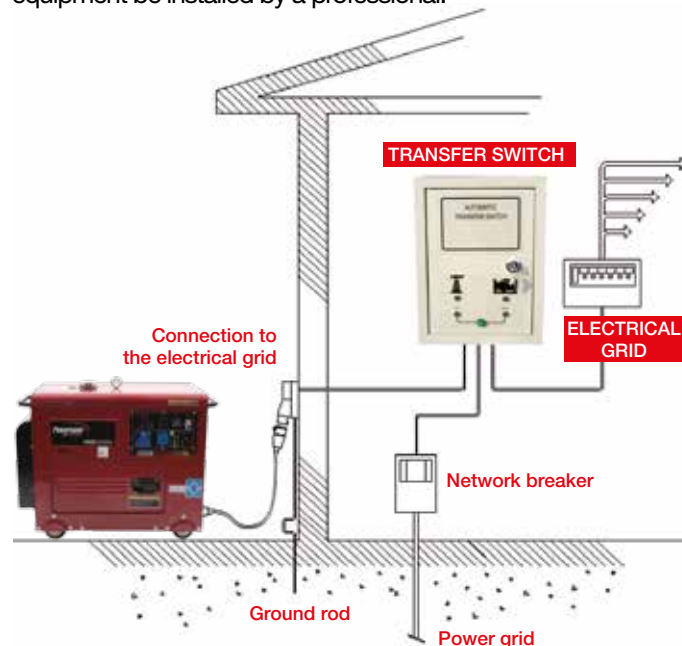 equipment be installed by a professional.
TRANSFER SWITCH
AUTOMATIC
TRANSFER SWITCH
ELECTRICAL
GRID
Connection to
the electrical grid
Network breaker
Ground rod
Power grid